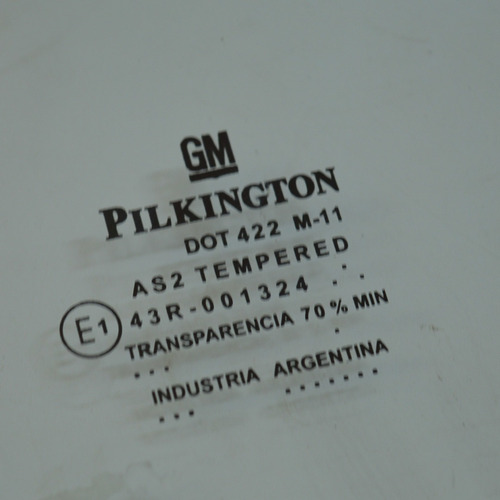 GM
PILKINGTON
DOT 422 M-11
AS2 TEMPERED
E1 43R-001324
TRANSPARENCIA 70% MIN
INDUSTRIA ARGENTINA